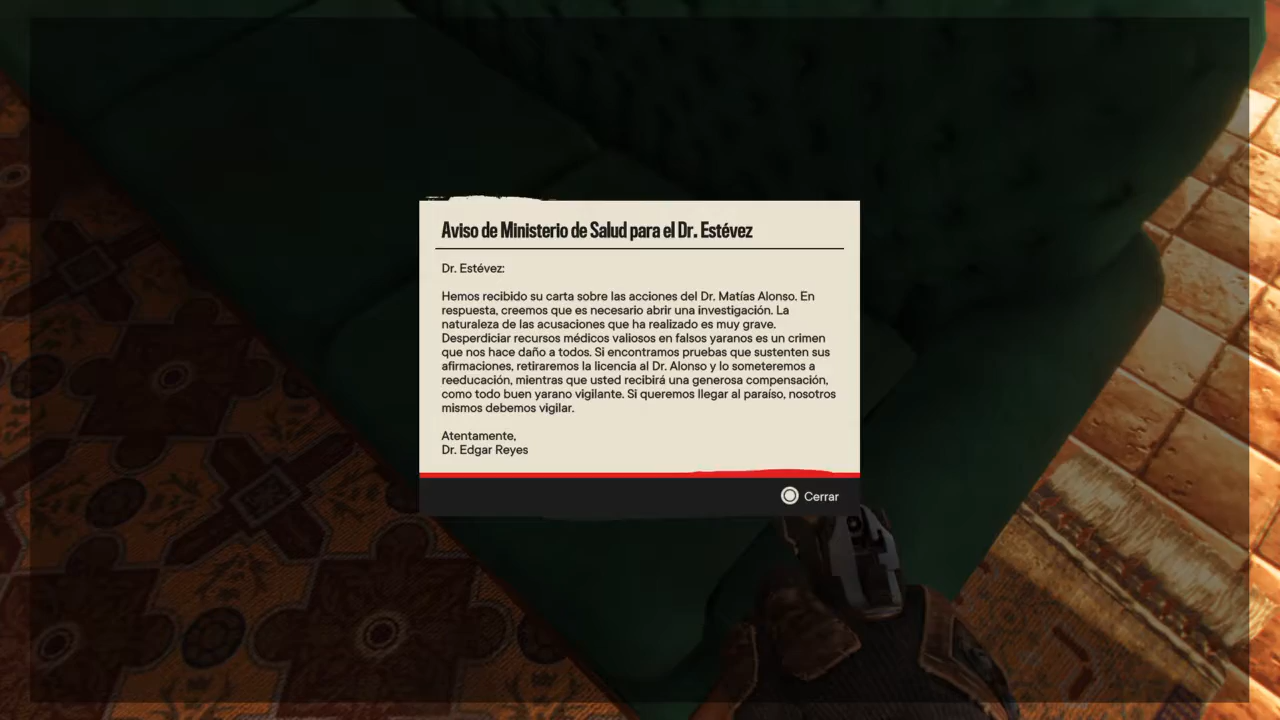 Aviso de Ministerio de Salud para el Dr. Estévez
Dr. Estévez:
Hemos recibido su carta sobre las acciones del Dr. Matías Alonso. En
respuesta, creemos que es necesario abrir una investigación. La
naturaleza de las acusaciones que ha realizado es muy grave.
Desperdiciar recursos médicos valiosos en falsos yaranos es un crimen
que nos hace daño a todos. Si encontramos pruebas que sustenten sus
afirmaciones, retiraremos la licencia al Dr. Alonso y lo someteremos a
reeducación, mientras que usted recibirá una generosa compensación,
como todo buen yarano vigilante. Si queremos llegar al paraíso, nosotros
mismos debemos vigilar.
Atentamente,
Dr. Edgar Reyes
Cerrar